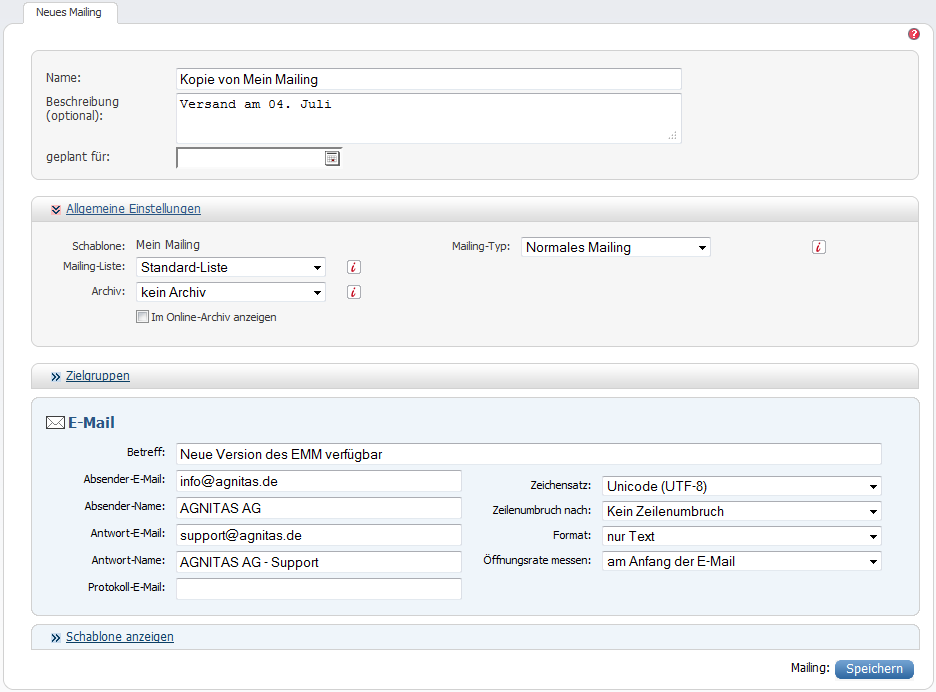 Neues Mailing
?
Name:
Kopie von Mein Mailing
Beschreibung
(optional):
Versand am 04. Juli
geplant für:
Allgemeine Einstellungen
Schablone:
Mein Mailing
Mailing-Typ:
Normales Mailing
i
Mailing-Liste:
Standard-Liste
i
Archiv:
kein Archiv
i
Im Online-Archiv anzeigen
Zielgruppen
E-Mail
Betreff:
Neue Version des EMM verfügbar
Absender-E-Mail:
info@agnitas.de
Zeichensatz:
Unicode (UTF-8)
Absender-Name:
AGNITAS AG
Zeilenumbruch nach:
Kein Zeilenumbruch
Antwort-E-Mail:
support@agnitas.de
Format:
nur Text
Antwort-Name:
AGNITAS AG - Support
Öffnungsrate messen:
am Anfang der E-Mail
Protokoll-E-Mail:
Schablone anzeigen
Mailing:
Speichern